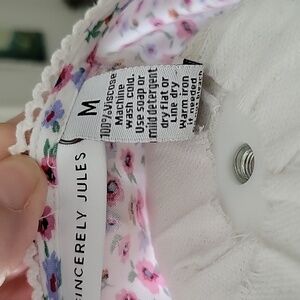 M
100% Viscose
Machine
wash cold.
Use soap or
mild detergent
dry flat or
Line dry
Warm iron
SINCERELY JULES